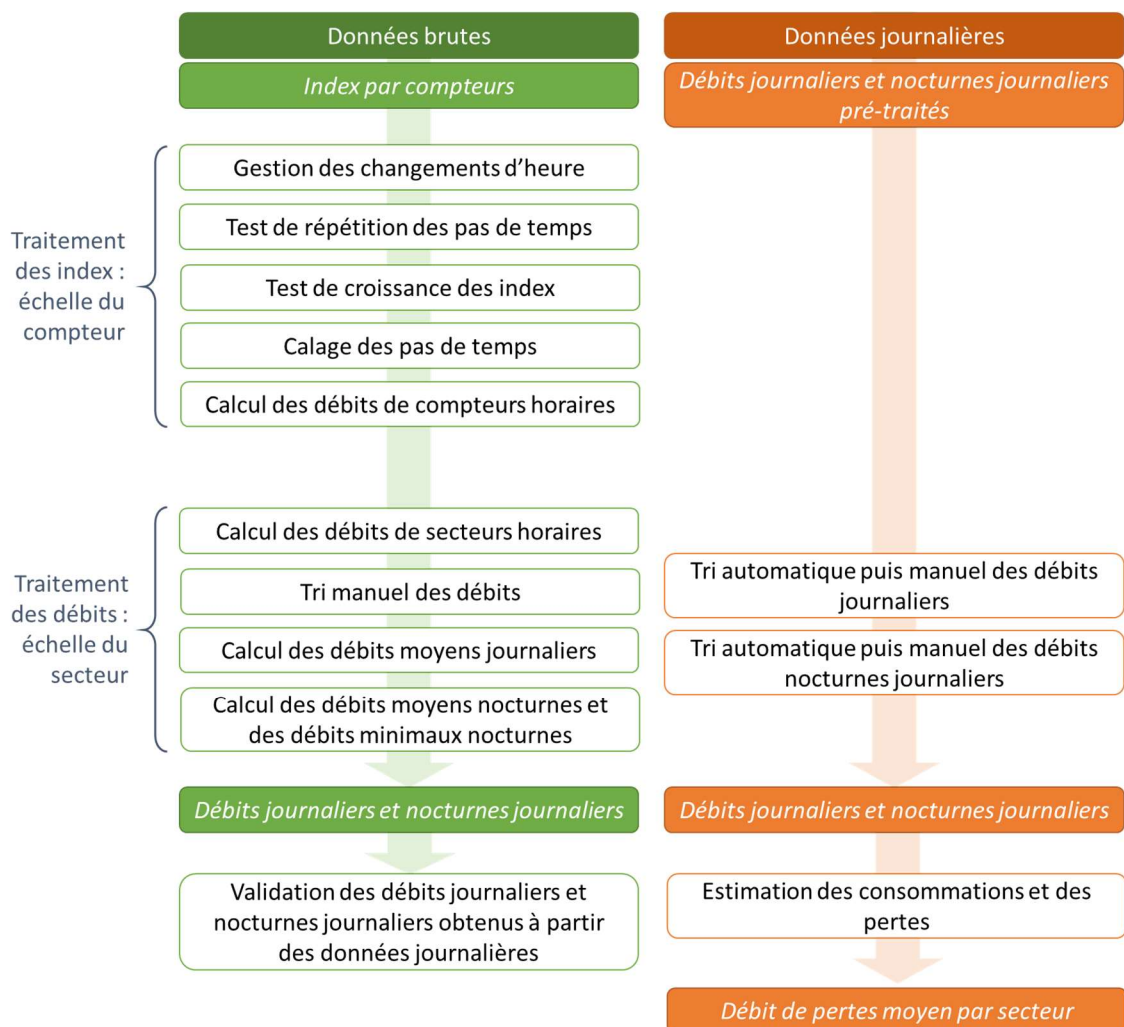 Données brutes
Index par compteurs
Traitement
des index :
échelle du
compteur
Gestion des changements d'heure
Test de répétition des pas de temps
Test de croissance des index
Calage des pas de temps
Calcul des débits de compteurs horaires
Traitement
des débits :
échelle du
secteur
Calcul des débits de secteurs horaires
Tri manuel des débits
Calcul des débits moyens journaliers
Calcul des débits moyens nocturnes et
des débits minimaux nocturnes
Débits journaliers et nocturnes journaliers
Validation des débits journaliers et
nocturnes journaliers obtenus à partir
des données journalières
Données journalières
Débits journaliers et nocturnes journaliers
pré-traités
Tri automatique puis manuel des débits
journaliers
Tri automatique puis manuel des débits
nocturnes journaliers
Débits journaliers et nocturnes journaliers
Estimation des consommations et des
pertes
Débit de pertes moyen par secteur